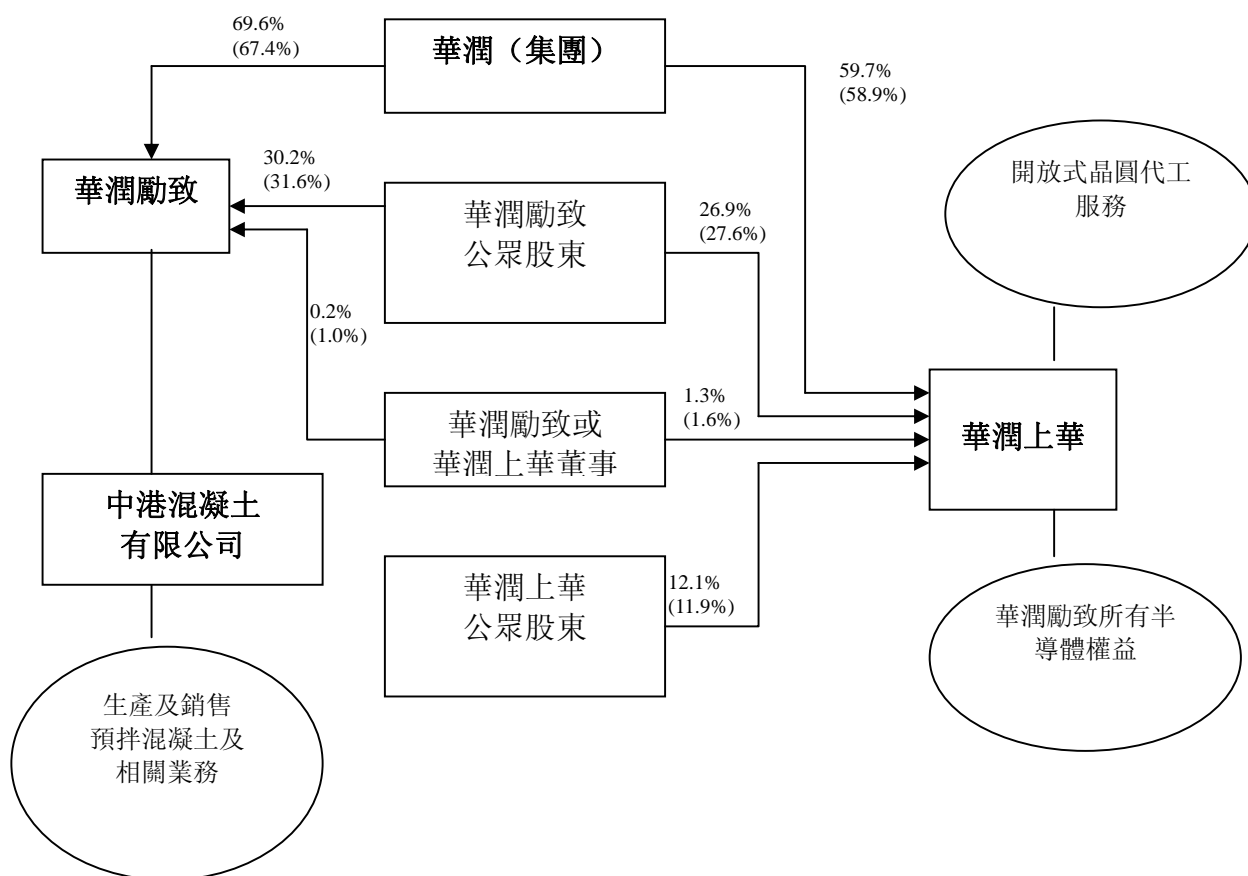 69.6%
(67.4%)
華潤（集團）
59.7%
(58.9%)
華潤勵致
30.2%
(31.6%)
華潤勵致
公眾股東
26.9%
(27.6%)
開放式晶圓代工
服務
0.2%
(1.0%)
華潤勵致或
華潤上華董事
1.3%
(1.6%)
華潤上華
中港混凝土
有限公司
華潤上華
公眾股東
12.1%
(11.9%)
華潤勵致所有半
導體權益
生產及銷售
預拌混凝土及
相關業務